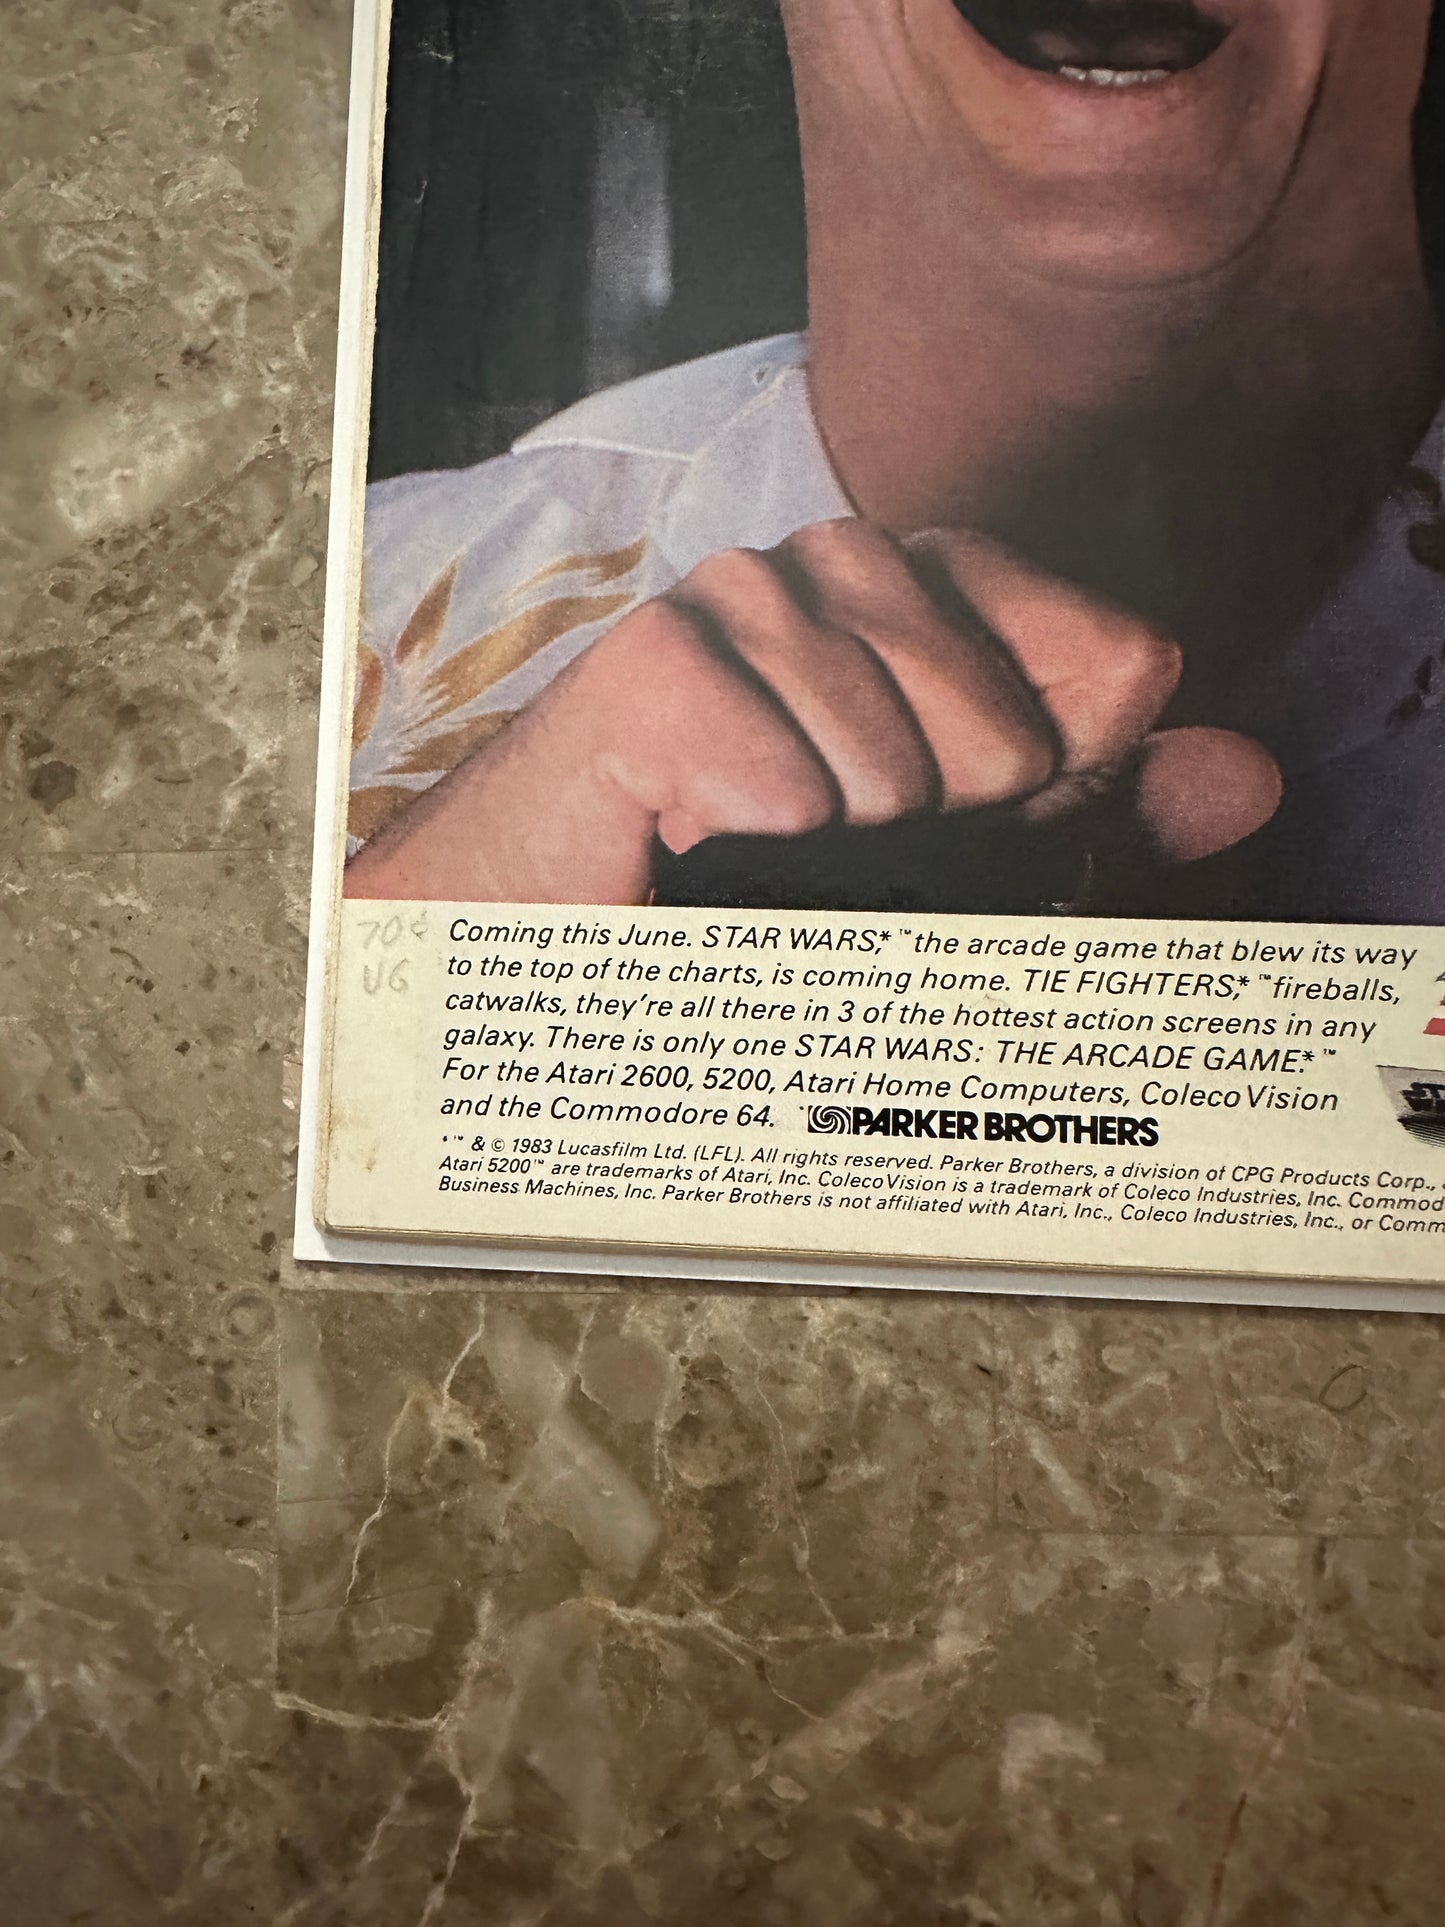 70¢
VG
Coming this June. STAR WARS,*™ the arcade game that blew its way
to the top of the charts, is coming home. TIE FIGHTERS,*™ fireballs,
catwalks, they're all there in 3 of the hottest action screens in any
galaxy. There is only one STAR WARS: THE ARCADE GAME.*™
For the Atari 2600, 5200, Atari Home Computers, ColecoVision
and the Commodore 64. PARKER BROTHERS
*™ & © 1983 Lucasfilm Ltd. (LFL). All rights reserved. Parker Brothers, a division of CPG Products Corp.,
Atari 5200™ are trademarks of Atari, Inc. ColecoVision is a trademark of Coleco Industries, Inc. Commod
Business Machines, Inc. Parker Brothers is not affiliated with Atari, Inc., Coleco Industries, Inc., or Comm